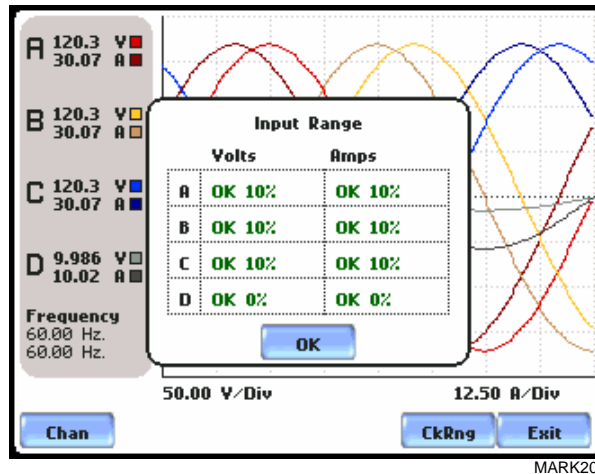 A 120.3 V
30.07 A
B 120.3 V
30.07 A
C 120.3 V
30.07 A
D 9.986 V
10.02 A
Frequency
60.00 Hz.
60.00 Hz.
Input Range
Volts Amps
A OK 10% OK 10%
B OK 10% OK 10%
C OK 10% OK 10%
D OK 0% OK 0%
OK
50.00 V/Div 12.50 A/Div
Chan CkRng Exit
MARK20